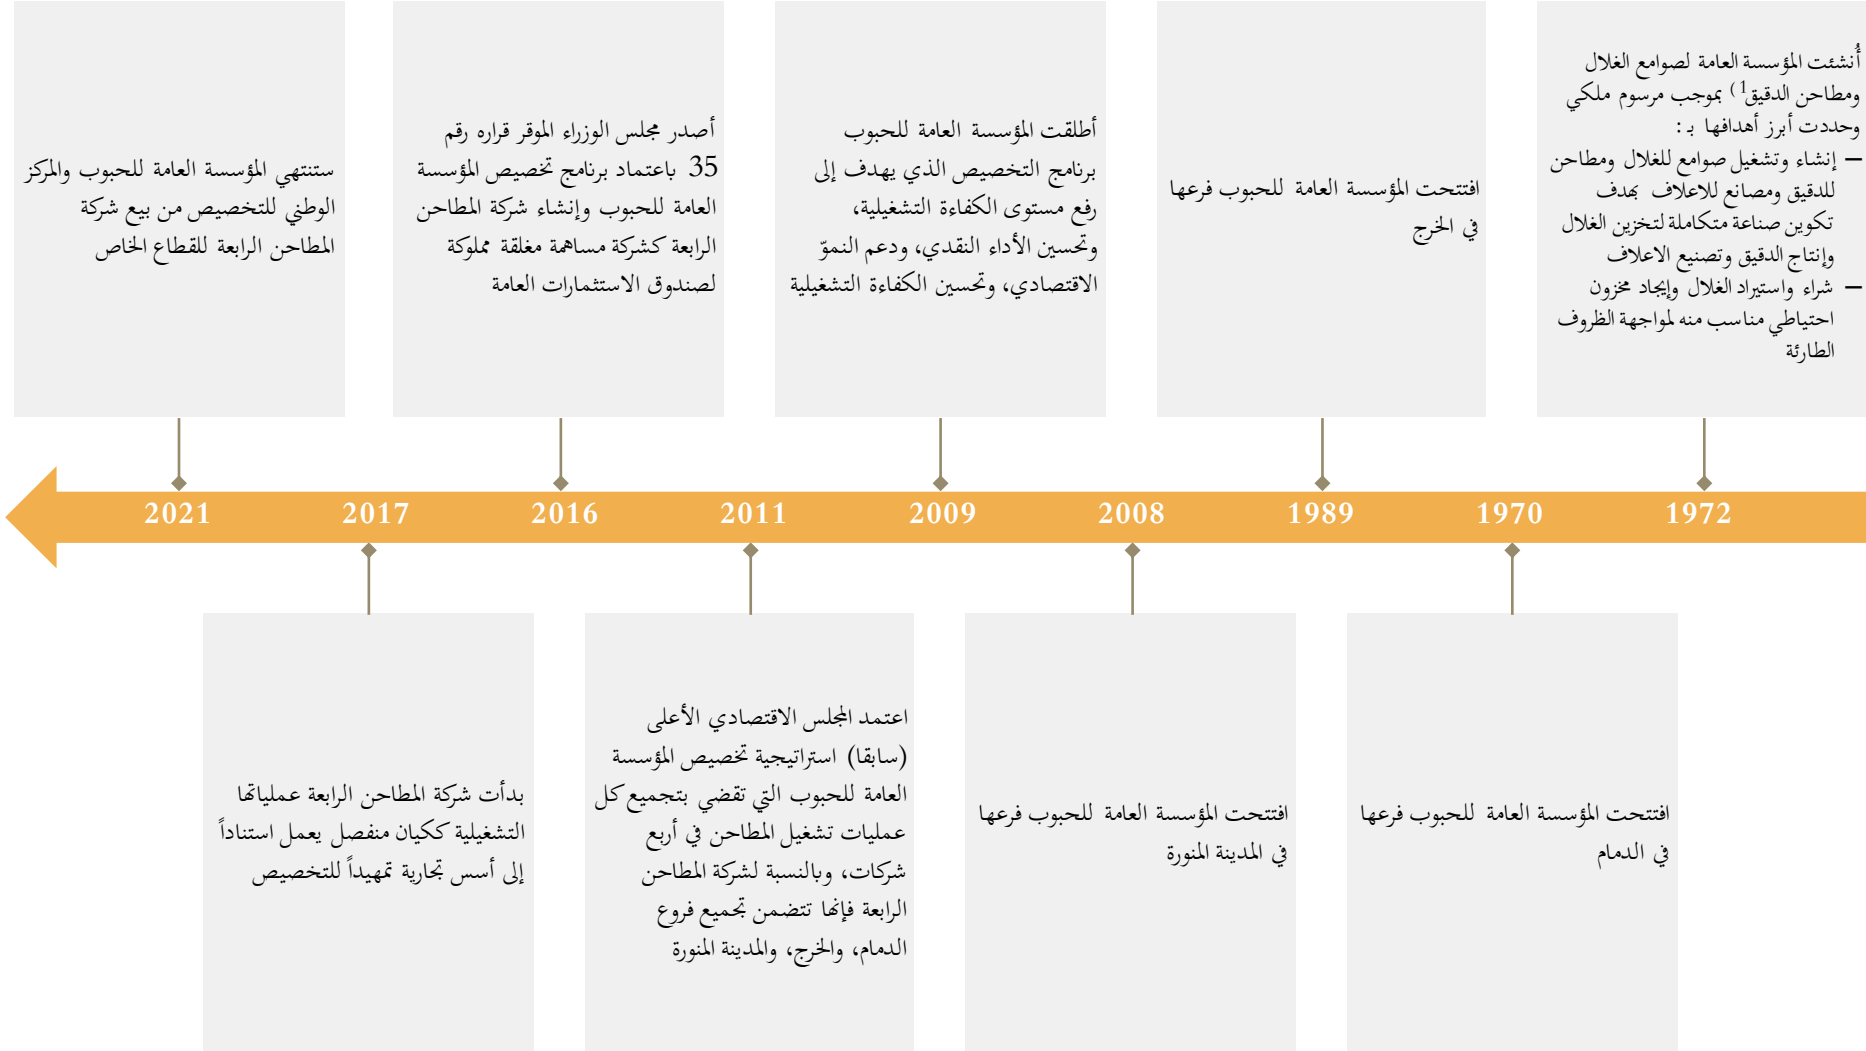 أُنشئت المؤسسة العامة لصوامع الغلال
ومطاحن الدقيق1) بموجب مرسوم ملكي
وحددت أبرز أهدافها بـ :
– إنشاء وتشغيل صوامع للغلال ومطاحن
للدقيق ومصانع للاعلاف بهدف
تكوين صناعة متكاملة لتخزين الغلال
وإنتاج الدقيق وتصنيع الاعلاف
– شراء واستيراد الغلال وإيجاد مخزون
احتياطي مناسب منه لمواجهة الظروف
الطارئة
افتتحت المؤسسة العامة للحبوب فرعها
في الخرج
أطلقت المؤسسة العامة للحبوب
برنامج التخصيص الذي يهدف إلى
رفع مستوى الكفاءة التشغيلية،
وتحسين الأداء النقدي، ودعم النموّ
الاقتصادي، وتحسين الكفاءة التشغيلية
أصدر مجلس الوزراء الموقر قراره رقم
35 باعتماد برنامج تخصيص المؤسسة
العامة للحبوب وإنشاء شركة المطاحن
الرابعة كشركة مساهمة مغلقة مملوكة
لصندوق الاستثمارات العامة
ستنتهي المؤسسة العامة للحبوب والمركز
الوطني للتخصيص من بيع شركة
المطاحن الرابعة للقطاع الخاص
1972
1970
1989
2008
2009
2011
2016
2017
2021
افتتحت المؤسسة العامة للحبوب فرعها
في الدمام
افتتحت المؤسسة العامة للحبوب فرعها
في المدينة المنورة
اعتمد المجلس الاقتصادي الأعلى
(سابقا) استراتيجية تخصيص المؤسسة
العامة للحبوب التي تقضي بتجميع كل
عمليات تشغيل المطاحن في أربع
شركات، وبالنسبة لشركة المطاحن
الرابعة فإنها تتضمن تجميع فروع
الدمام، والخرج، والمدينة المنورة
بدأت شركة المطاحن الرابعة عملياتها
التشغيلية ككيان منفصل يعمل استناداً
إلى أسس تجارية تمهيداً للتخصيص